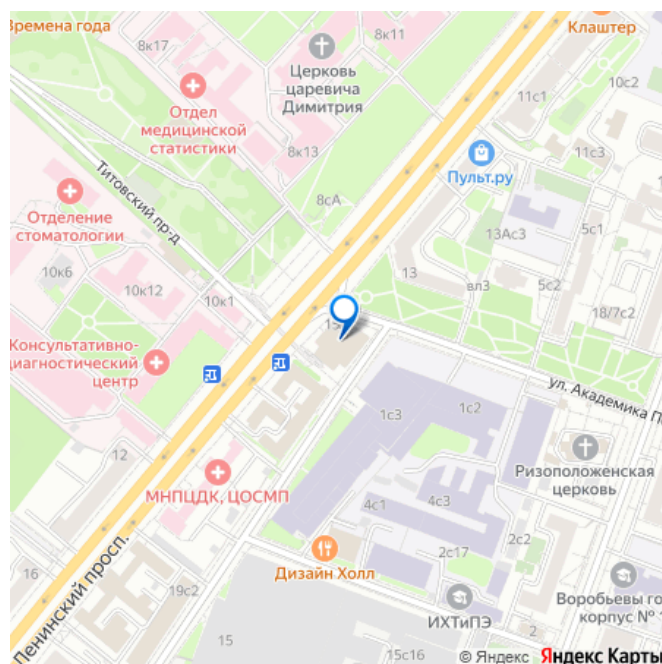 Времена года
8к17
8к11
Клаштер
Церковь
царевича
Димитрия
10с2
Отдел
медицинской
статистики
11с1
8к13
11с3
Пульт.ру
Титовский пр-д
8сА
Отделение
стоматологии
13Ас3
5с1
10к6
10к12
10к1
13
вл3
5с2
18/7с2
Консультативно-
диагностический
центр
ул. Академика П
1с3
1с2
12
Ризоположенская
церковь
МНПЦДК, ЦОСМП
4с1
4с3
Ленинский просп.
16
19с2
Дизайн Холл
2с17
2с2
ИХТиПЭ
Воробьевы го
корпус №
15
15с16
2
© Яндекс Яндекс Карты